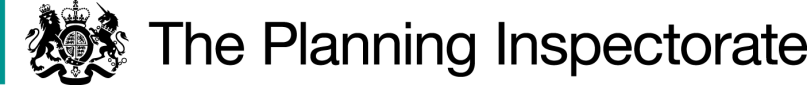 The Planning Inspectorate